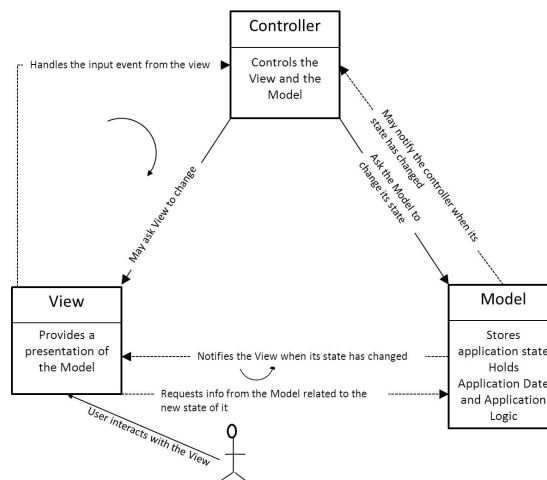 Controller
Controls the
View and the
Model
Handles the input event from the view
May notify the controller when its
state has changed
Ask the Model to
change its state
May ask View to change
View
Provides a
presentation of
the Model
Model
Stores
application state
Holds
Application Date
and Application
Logic
Notifies the View when its state has changed
Requests info from the Model related to the
new state of it
User interacts with the View